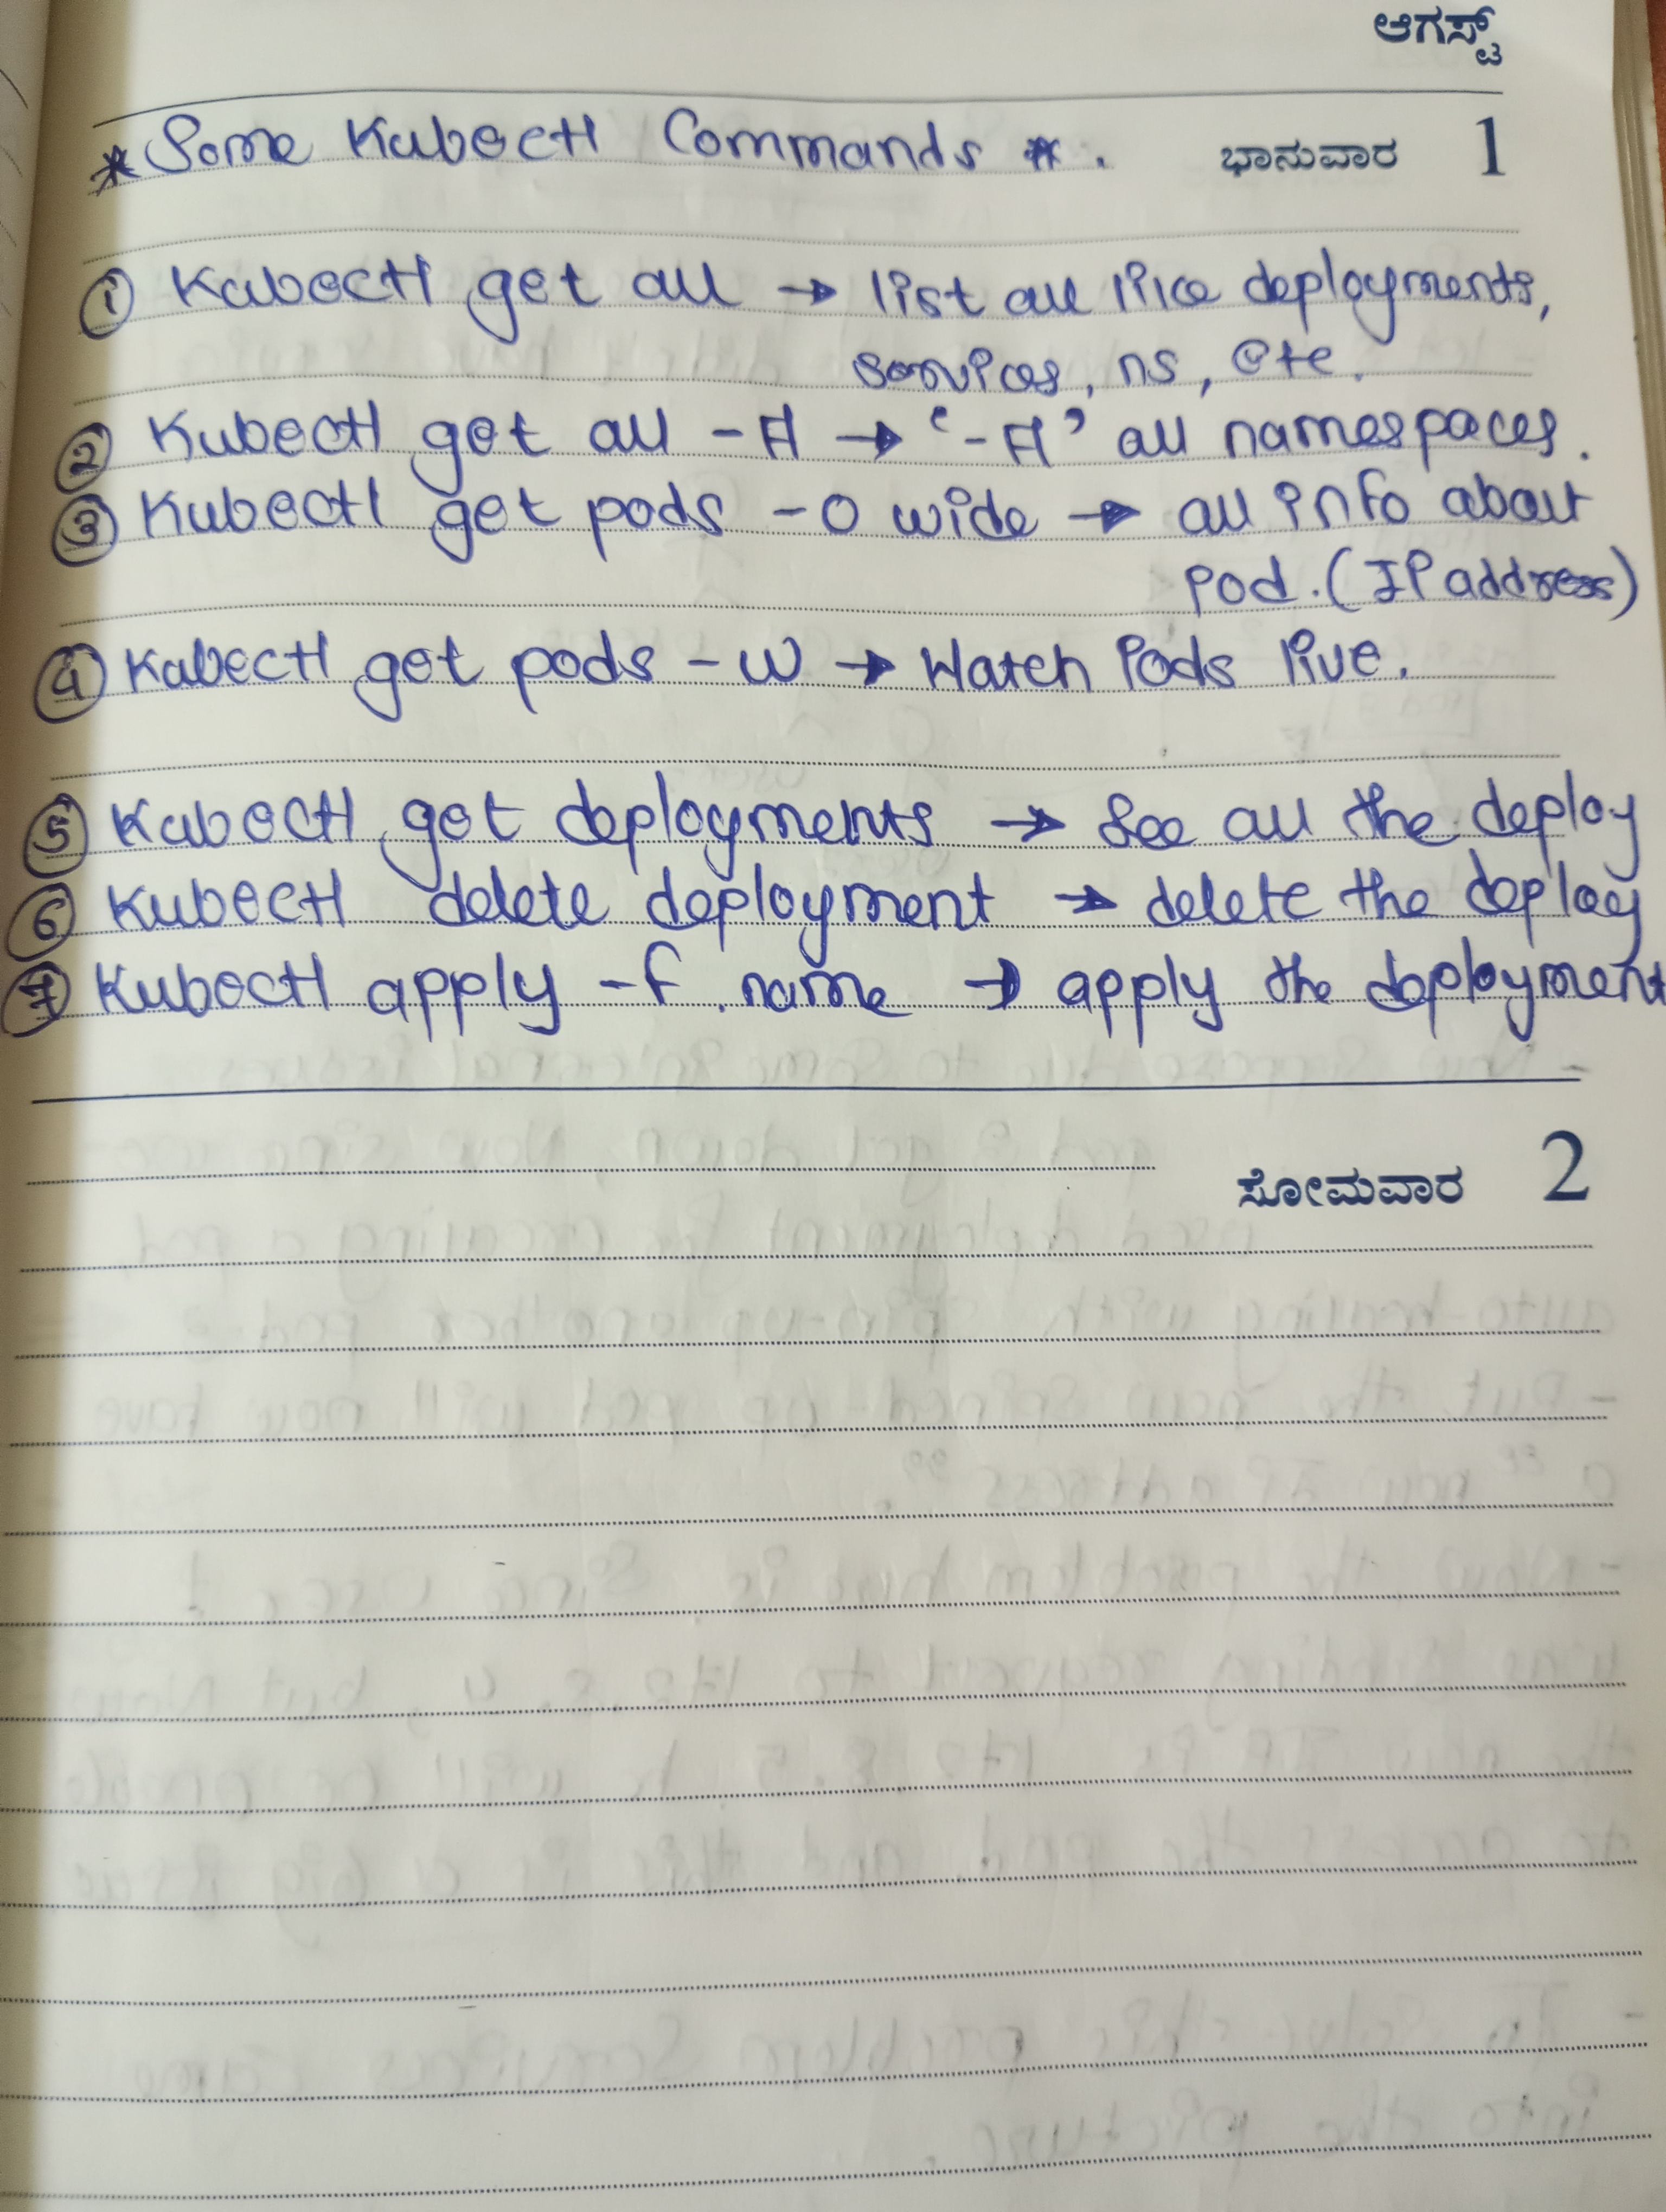 ಆಗಸ್ಟ್
* Some Kubectl Commands *.
ಭಾನುವಾರ 1
① Kubectl get all → list all like deployments,
services, ns, etc.
② Kubectl get all -A → '-A' all namespaces.
③ Kubectl get pods -o wide → all info about
pod. (IP address)
④ Kubectl get pods -w → Watch Pods live.
⑤ Kubectl get deployments → See all the deploy
⑥ Kubectl delete deployment → delete the deploy
⑦ Kubectl apply -f name → apply the deployment
ಸೋಮವಾರ 2